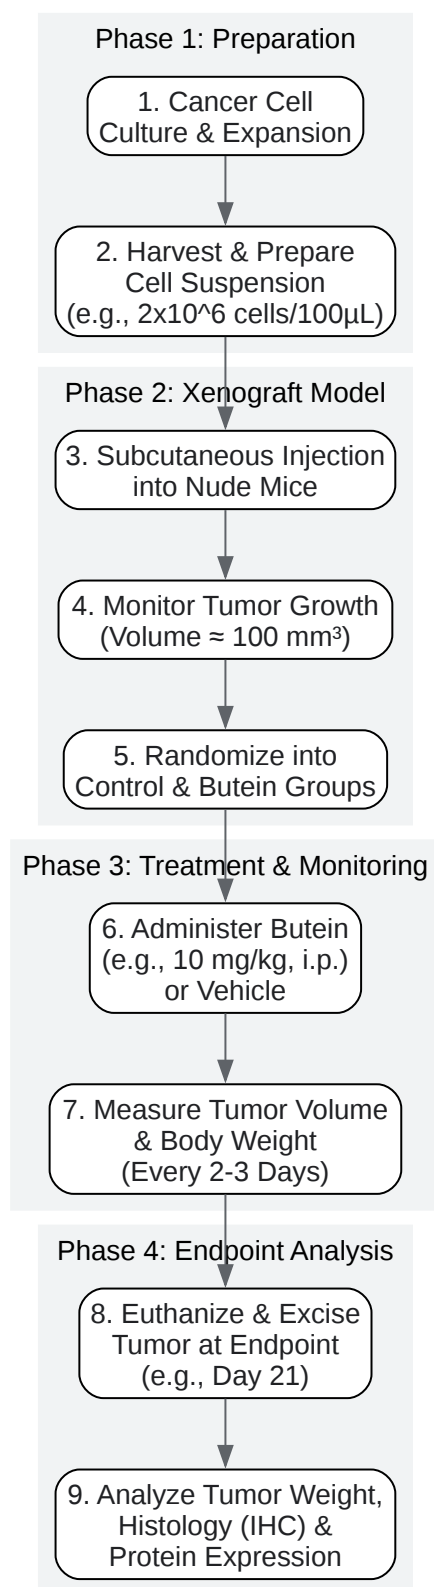 Phase 1: Preparation
1. Cancer Cell
Culture & Expansion
2. Harvest & Prepare
Cell Suspension
(e.g., 2x10^6 cells/100µL)
Phase 2: Xenograft Model
3. Subcutaneous Injection
into Nude Mice
4. Monitor Tumor Growth
(Volume ≈ 100 mm³)
5. Randomize into
Control & Butein Groups
Phase 3: Treatment & Monitoring
6. Administer Butein
(e.g., 10 mg/kg, i.p.)
or Vehicle
7. Measure Tumor Volume
& Body Weight
(Every 2-3 Days)
Phase 4: Endpoint Analysis
8. Euthanize & Excise
Tumor at Endpoint
(e.g., Day 21)
9. Analyze Tumor Weight,
Histology (IHC) &
Protein Expression